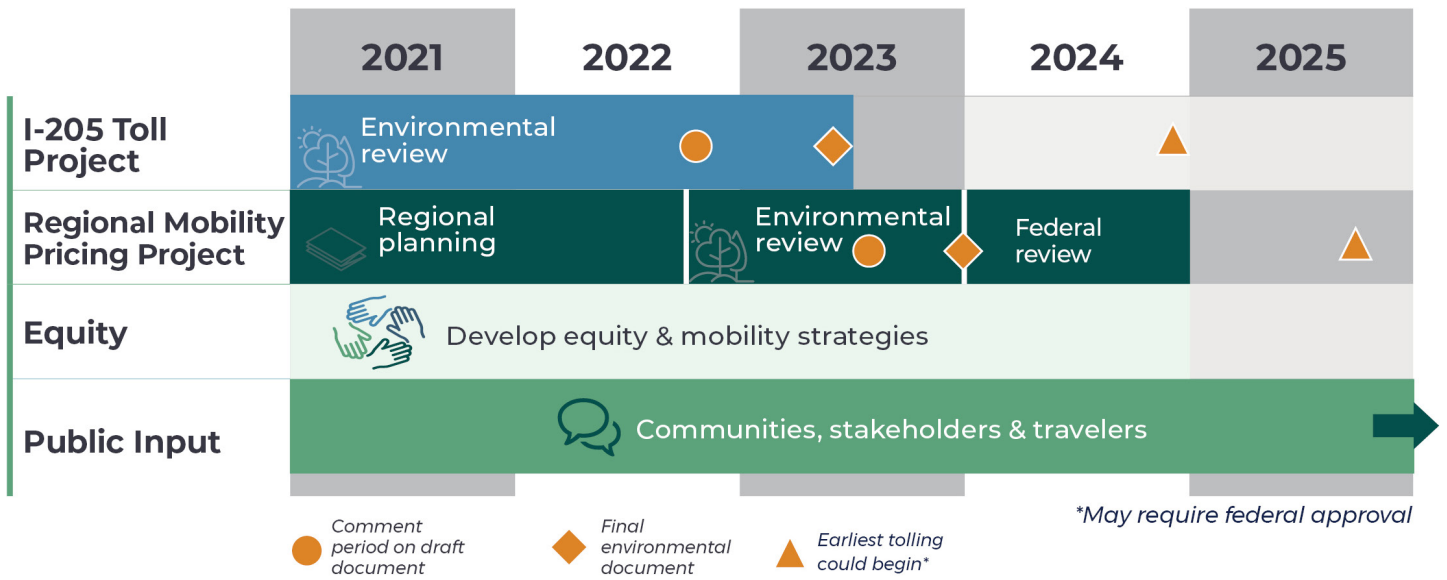 2021 2022 2023 2024 2025
I-205 Toll
Project
Environmental
review
Regional Mobility
Pricing Project
Regional
planning
Environmental
review
Federal
review
Equity
Develop equity & mobility strategies
Public Input
Communities, stakeholders & travelers
*May require federal approval
Comment
period on draft
document
Final
environmental
document
Earliest tolling
could begin*